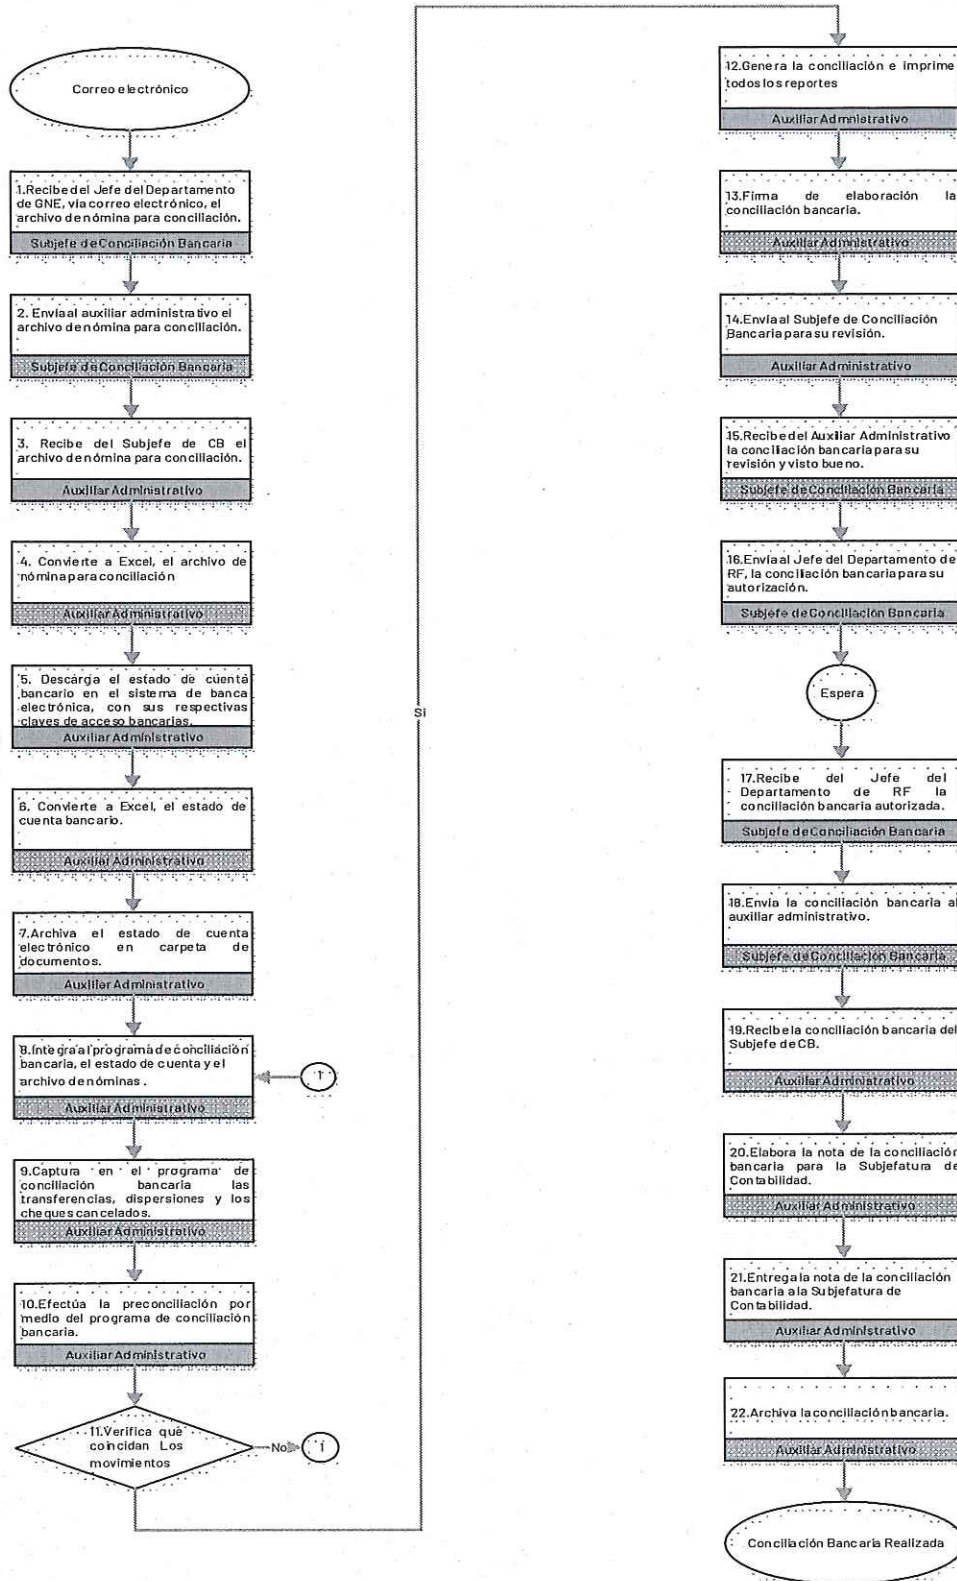 Correo electrónico
1.Recibe del Jefe del Departamento
de GNE, vía correo electrónico, el
archivo de nómina para conciliación.
Subjefe de Conciliación Bancaria
2. Envía al auxiliar administrativo el
archivo de nómina para conciliación.
Subjefe de Conciliación Bancaria
3. Recibe del Subjefe de CB el
archivo de nómina para conciliación.
Auxiliar Administrativo
4. Convierte a Excel, el archivo de
nómina para conciliación
Auxiliar Administrativo
5. Descarga el estado de cuenta
bancario en el sistema de banca
electrónica, con sus respectivas
claves de acceso bancarias.
Auxiliar Administrativo
6. Convierte a Excel, el estado de
cuenta bancario.
Auxiliar Administrativo
7.Archiva el estado de cuenta
electrónico en carpeta de
documentos.
Auxiliar Administrativo
8.Integra al programa de conciliación
bancaria, el estado de cuenta y el
archivo de nóminas .
Auxiliar Administrativo
1
9.Captura en el programa de
conciliación bancaria las
transferencias, dispersiones y los
cheques cancelados.
Auxiliar Administrativo
10.Efectúa la preconciliación por
medio del programa de conciliación
bancaria.
Auxiliar Administrativo
11.Verifica que
coincidan Los
movimientos
No
1
Si
12.Genera la conciliación e imprime
todos los reportes
Auxiliar Administrativo
13.Firma de elaboración la
conciliación bancaria.
Auxiliar Administrativo
14.Envía al Subjefe de Conciliación
Bancaria para su revisión.
Auxiliar Administrativo
15.Recibe del Auxiliar Administrativo
la conciliación bancaria para su
revisión y visto bueno.
Subjefe de Conciliación Bancaria
16.Envía al Jefe del Departamento de
RF, la conciliación bancaria para su
autorización.
Subjefe de Conciliación Bancaria
Espera
17.Recibe del Jefe del
Departamento de RF la
conciliación bancaria autorizada.
Subjefe de Conciliación Bancaria
18.Envía la conciliación bancaria al
auxiliar administrativo.
Subjefe de Conciliación Bancaria
19.Recibe la conciliación bancaria del
Subjefe de CB.
Auxiliar Administrativo
20.Elabora la nota de la conciliación
bancaria para la Subjefatura de
Contabilidad.
Auxiliar Administrativo
21.Entrega la nota de la conciliación
bancaria a la Subjefatura de
Contabilidad.
Auxiliar Administrativo
22.Archiva la conciliación bancaria.
Auxiliar Administrativo
Conciliación Bancaria Realizada